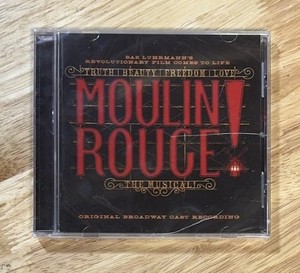 BAZ LUHRMANN'S
REVOLUTIONARY FILM COMES TO LIFE
TRUTH | BEAUTY | FREEDOM | LOVE
MOULIN
ROUGE!
THE MUSICAL!
ORIGINAL BROADWAY CAST RECORDING